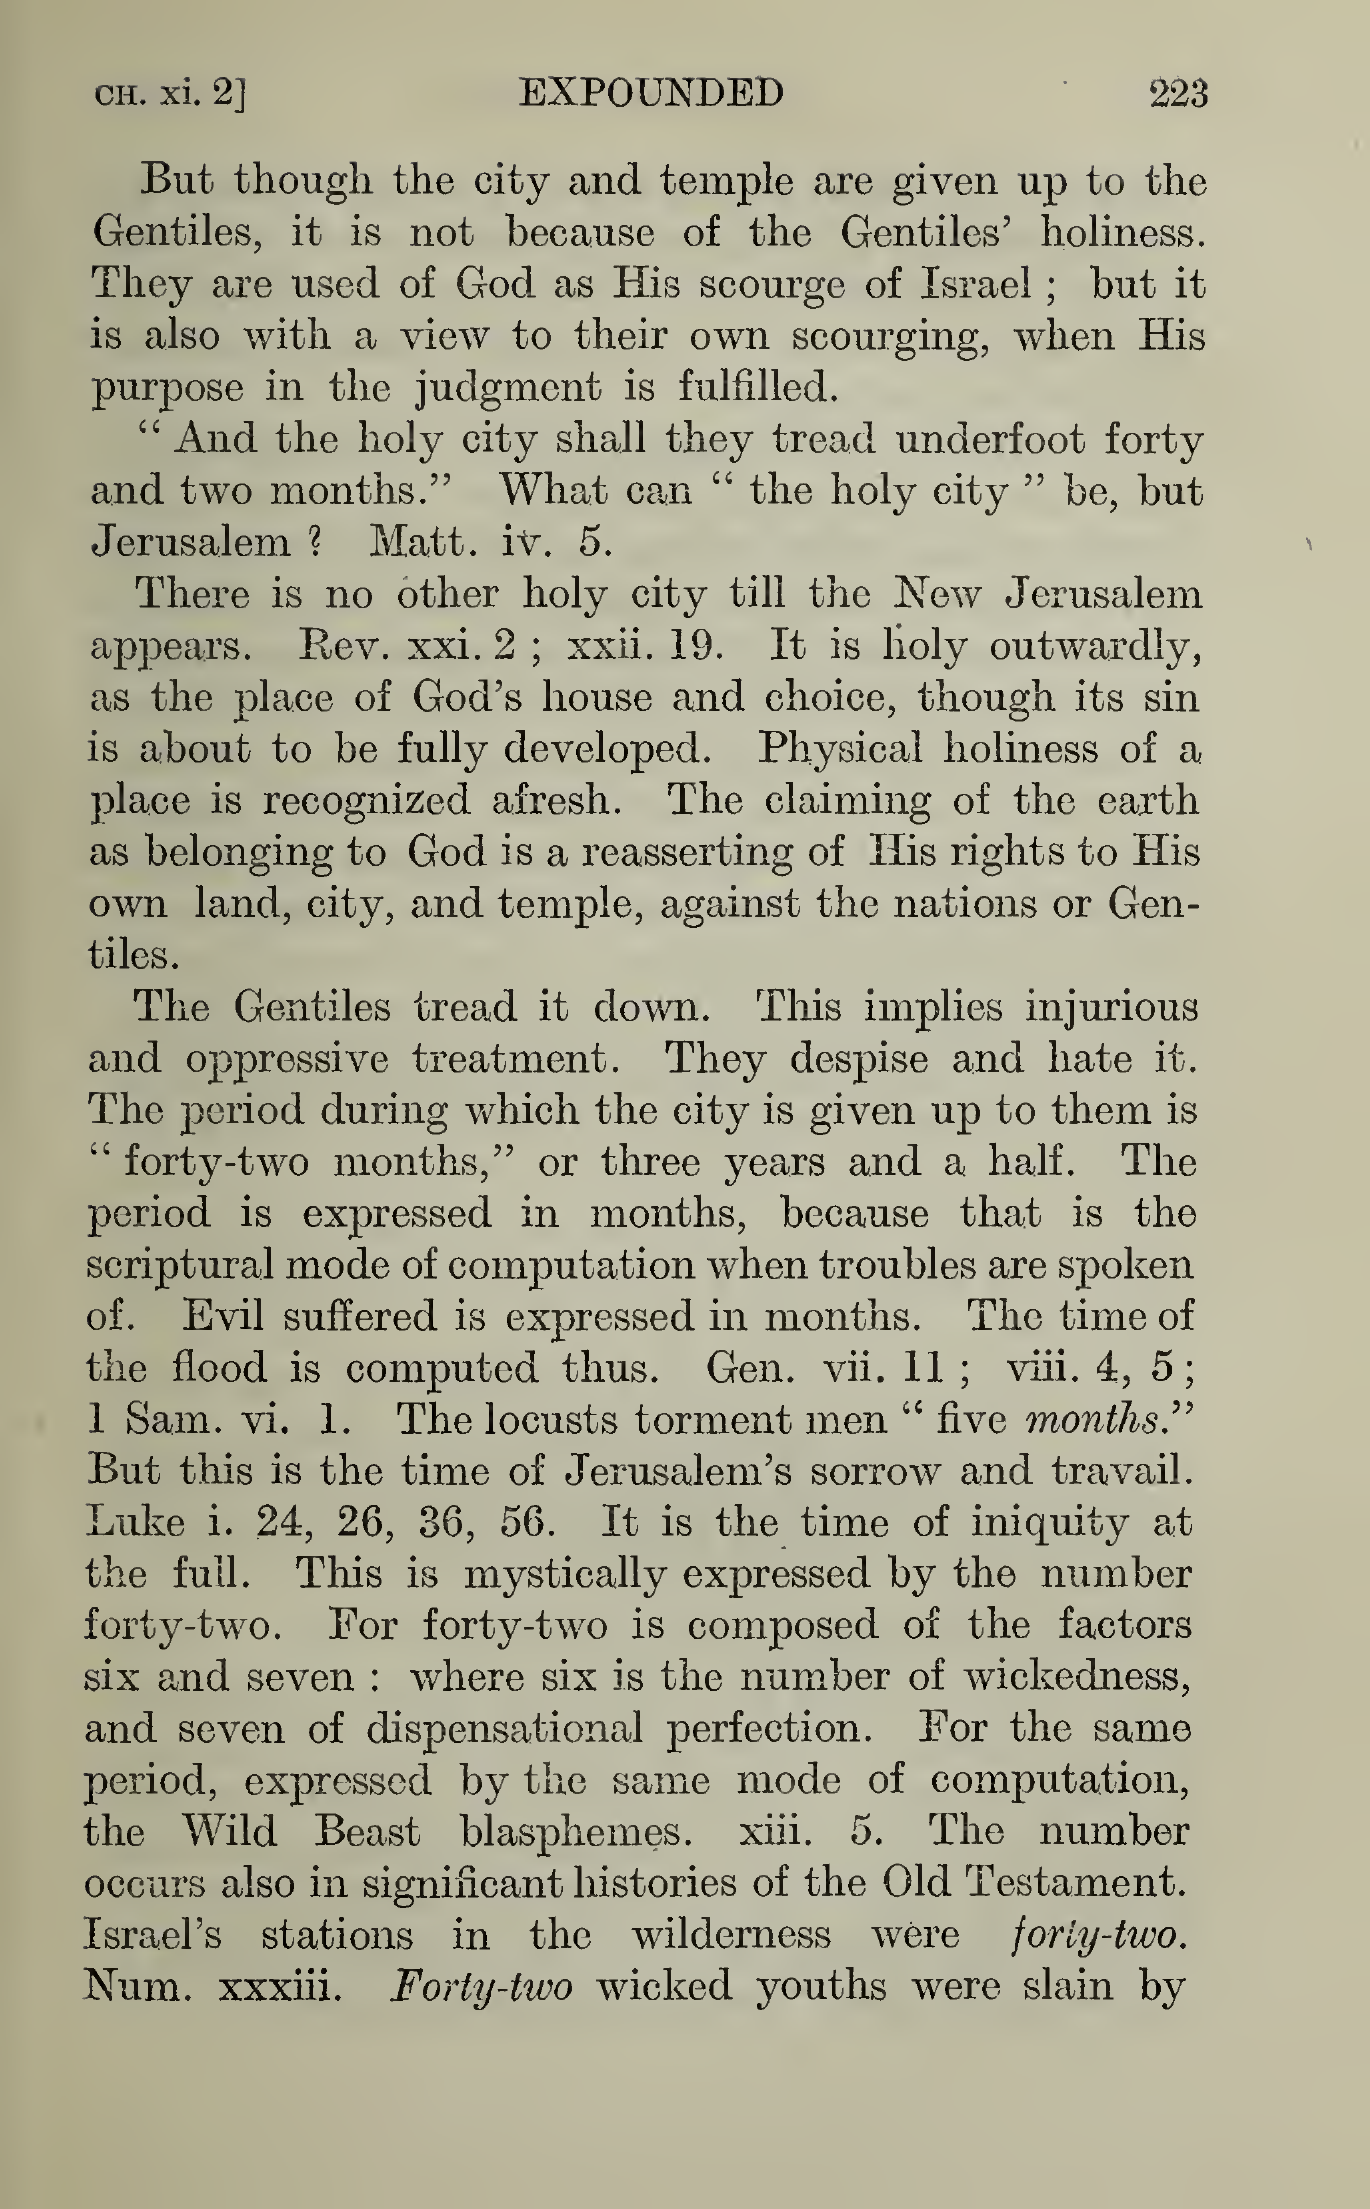 CH. xi. 2] EXPOUNDED 223
But though the city and temple are given up to the
Gentiles, it is not because of the Gentiles’ holiness.
They are used of God as His scourge of Israel ; but it
is also with a view to their own scourging, when His
purpose in the judgment is fulfilled.
“ And the holy city shall they tread underfoot forty
and two months.” What can “ the holy city ” be, but
Jerusalem ? Matt. iv. 5.
There is no other holy city till the New Jerusalem
appears. Rev. xxi. 2 ; xxii. 19. It is holy outwardly,
as the place of God’s house and choice, though its sin
is about to be fully developed. Physical holiness of a
place is recognized afresh. The claiming of the earth
as belonging to God is a reasserting of His rights to His
own land, city, and temple, against the nations or Gen-
tiles.
The Gentiles tread it down. This implies injurious
and oppressive treatment. They despise and hate it.
The period during which the city is given up to them is
“ forty-two months,” or three years and a half. The
period is expressed in months, because that is the
scriptural mode of computation when troubles are spoken
of. Evil suffered is expressed in months. The time of
the flood is computed thus. Gen. vii. 11 ; viii. 4, 5 ;
1 Sam. vi. 1. The locusts torment men “ five months.”
But this is the time of Jerusalem’s sorrow and travail.
Luke i. 24, 26, 36, 56. It is the time of iniquity at
the full. This is mystically expressed by the number
forty-two. For forty-two is composed of the factors
six and seven : where six is the number of wickedness,
and seven of dispensational perfection. For the same
period, expressed by the same mode of computation,
the Wild Beast blasphemes. xiii. 5. The number
occurs also in significant histories of the Old Testament.
Israel’s stations in the wilderness were forty-two.
Num. xxxiii. Forty-two wicked youths were slain by